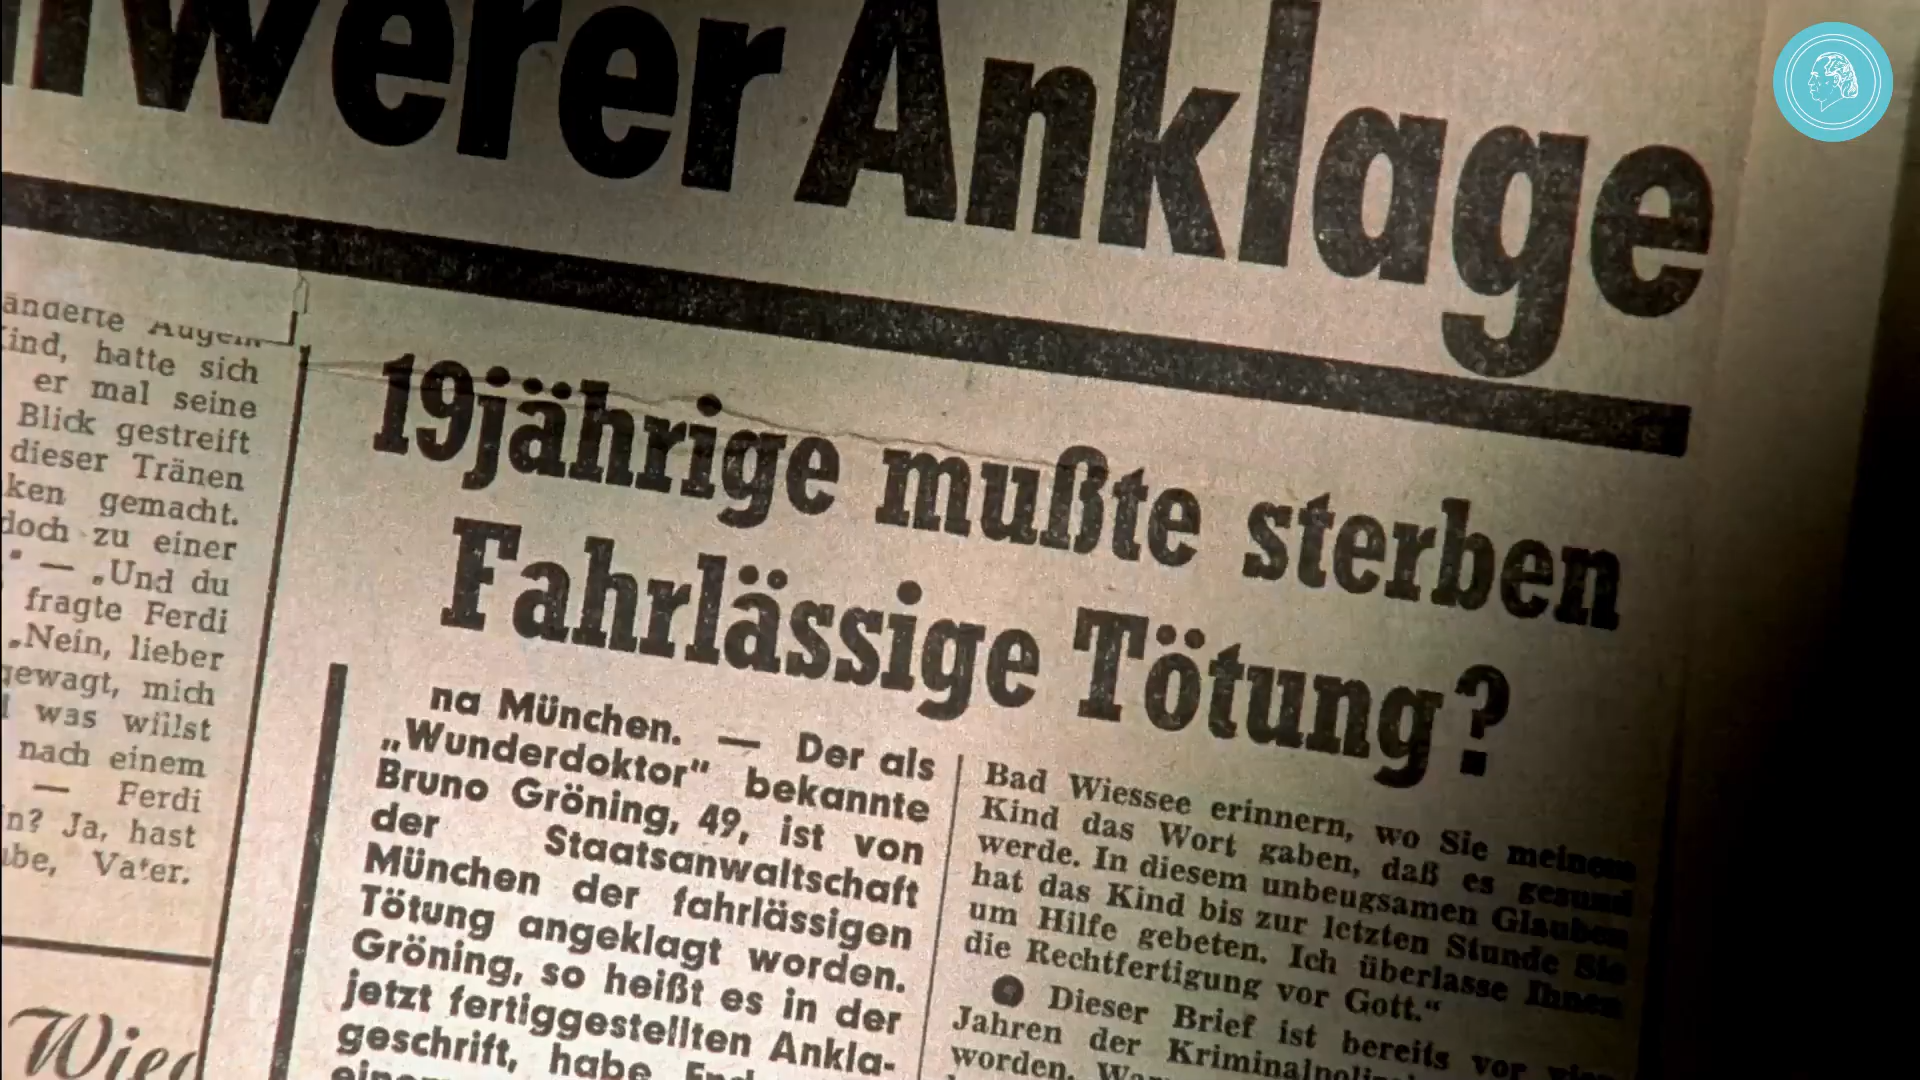 werer Anklage
änderte
Kind, hatte sich
er mal seine
Blick gestreift
dieser Tränen
ken gemacht.
doch zu einer
" — „Und du
fragte Ferdi
„Nein, lieber
gewagt, mich
was willst
nach einem
— Ferdi
n? Ja, hast
Vater.
Wied
19jährige mußte sterben
Fahrlässige Tötung?
na München. — Der als
„Wunderdoktor" bekannte
Bruno Gröning, 49, ist von
der Staatsanwaltschaft
München der fahrlässigen
Tötung angeklagt worden.
Gröning, so heißt es in der
jetzt fertiggestellten Ankla-
geschrift, habe
Bad Wiessee erinnern, wo Sie meinem
Kind das Wort gaben, daß es gesund
werde. In diesem unbeugsamen Glauben
hat das Kind bis zur letzten Stunde Sie
um Hilfe gebeten. Ich überlasse Ihnen
die Rechtfertigung vor Gott."
Dieser Brief ist bereits vor vier
Jahren der
worden.